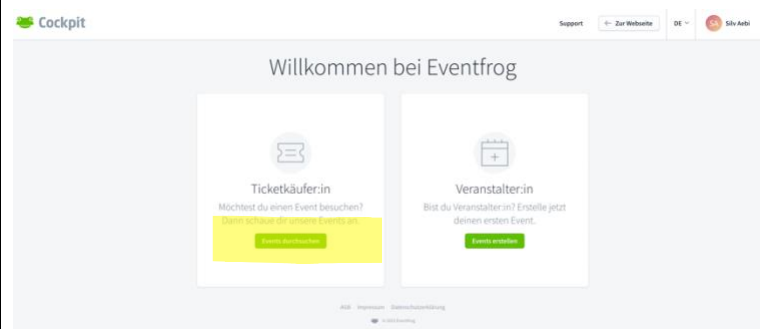 Cockpit
Support
← Zur Webseite
DE
SA
Silv Aebi
Willkommen bei Eventfrog
Ticketkäufer:in
Möchtest du einen Event besuchen?
Dann schaue dir unsere Events an.
Events durchsuchen
Veranstalter:in
Bist du Veranstalter:in? Erstelle jetzt
deinen ersten Event.
Events erstellen
AGB Impressum Datenschutzerklärung
Eventfrog